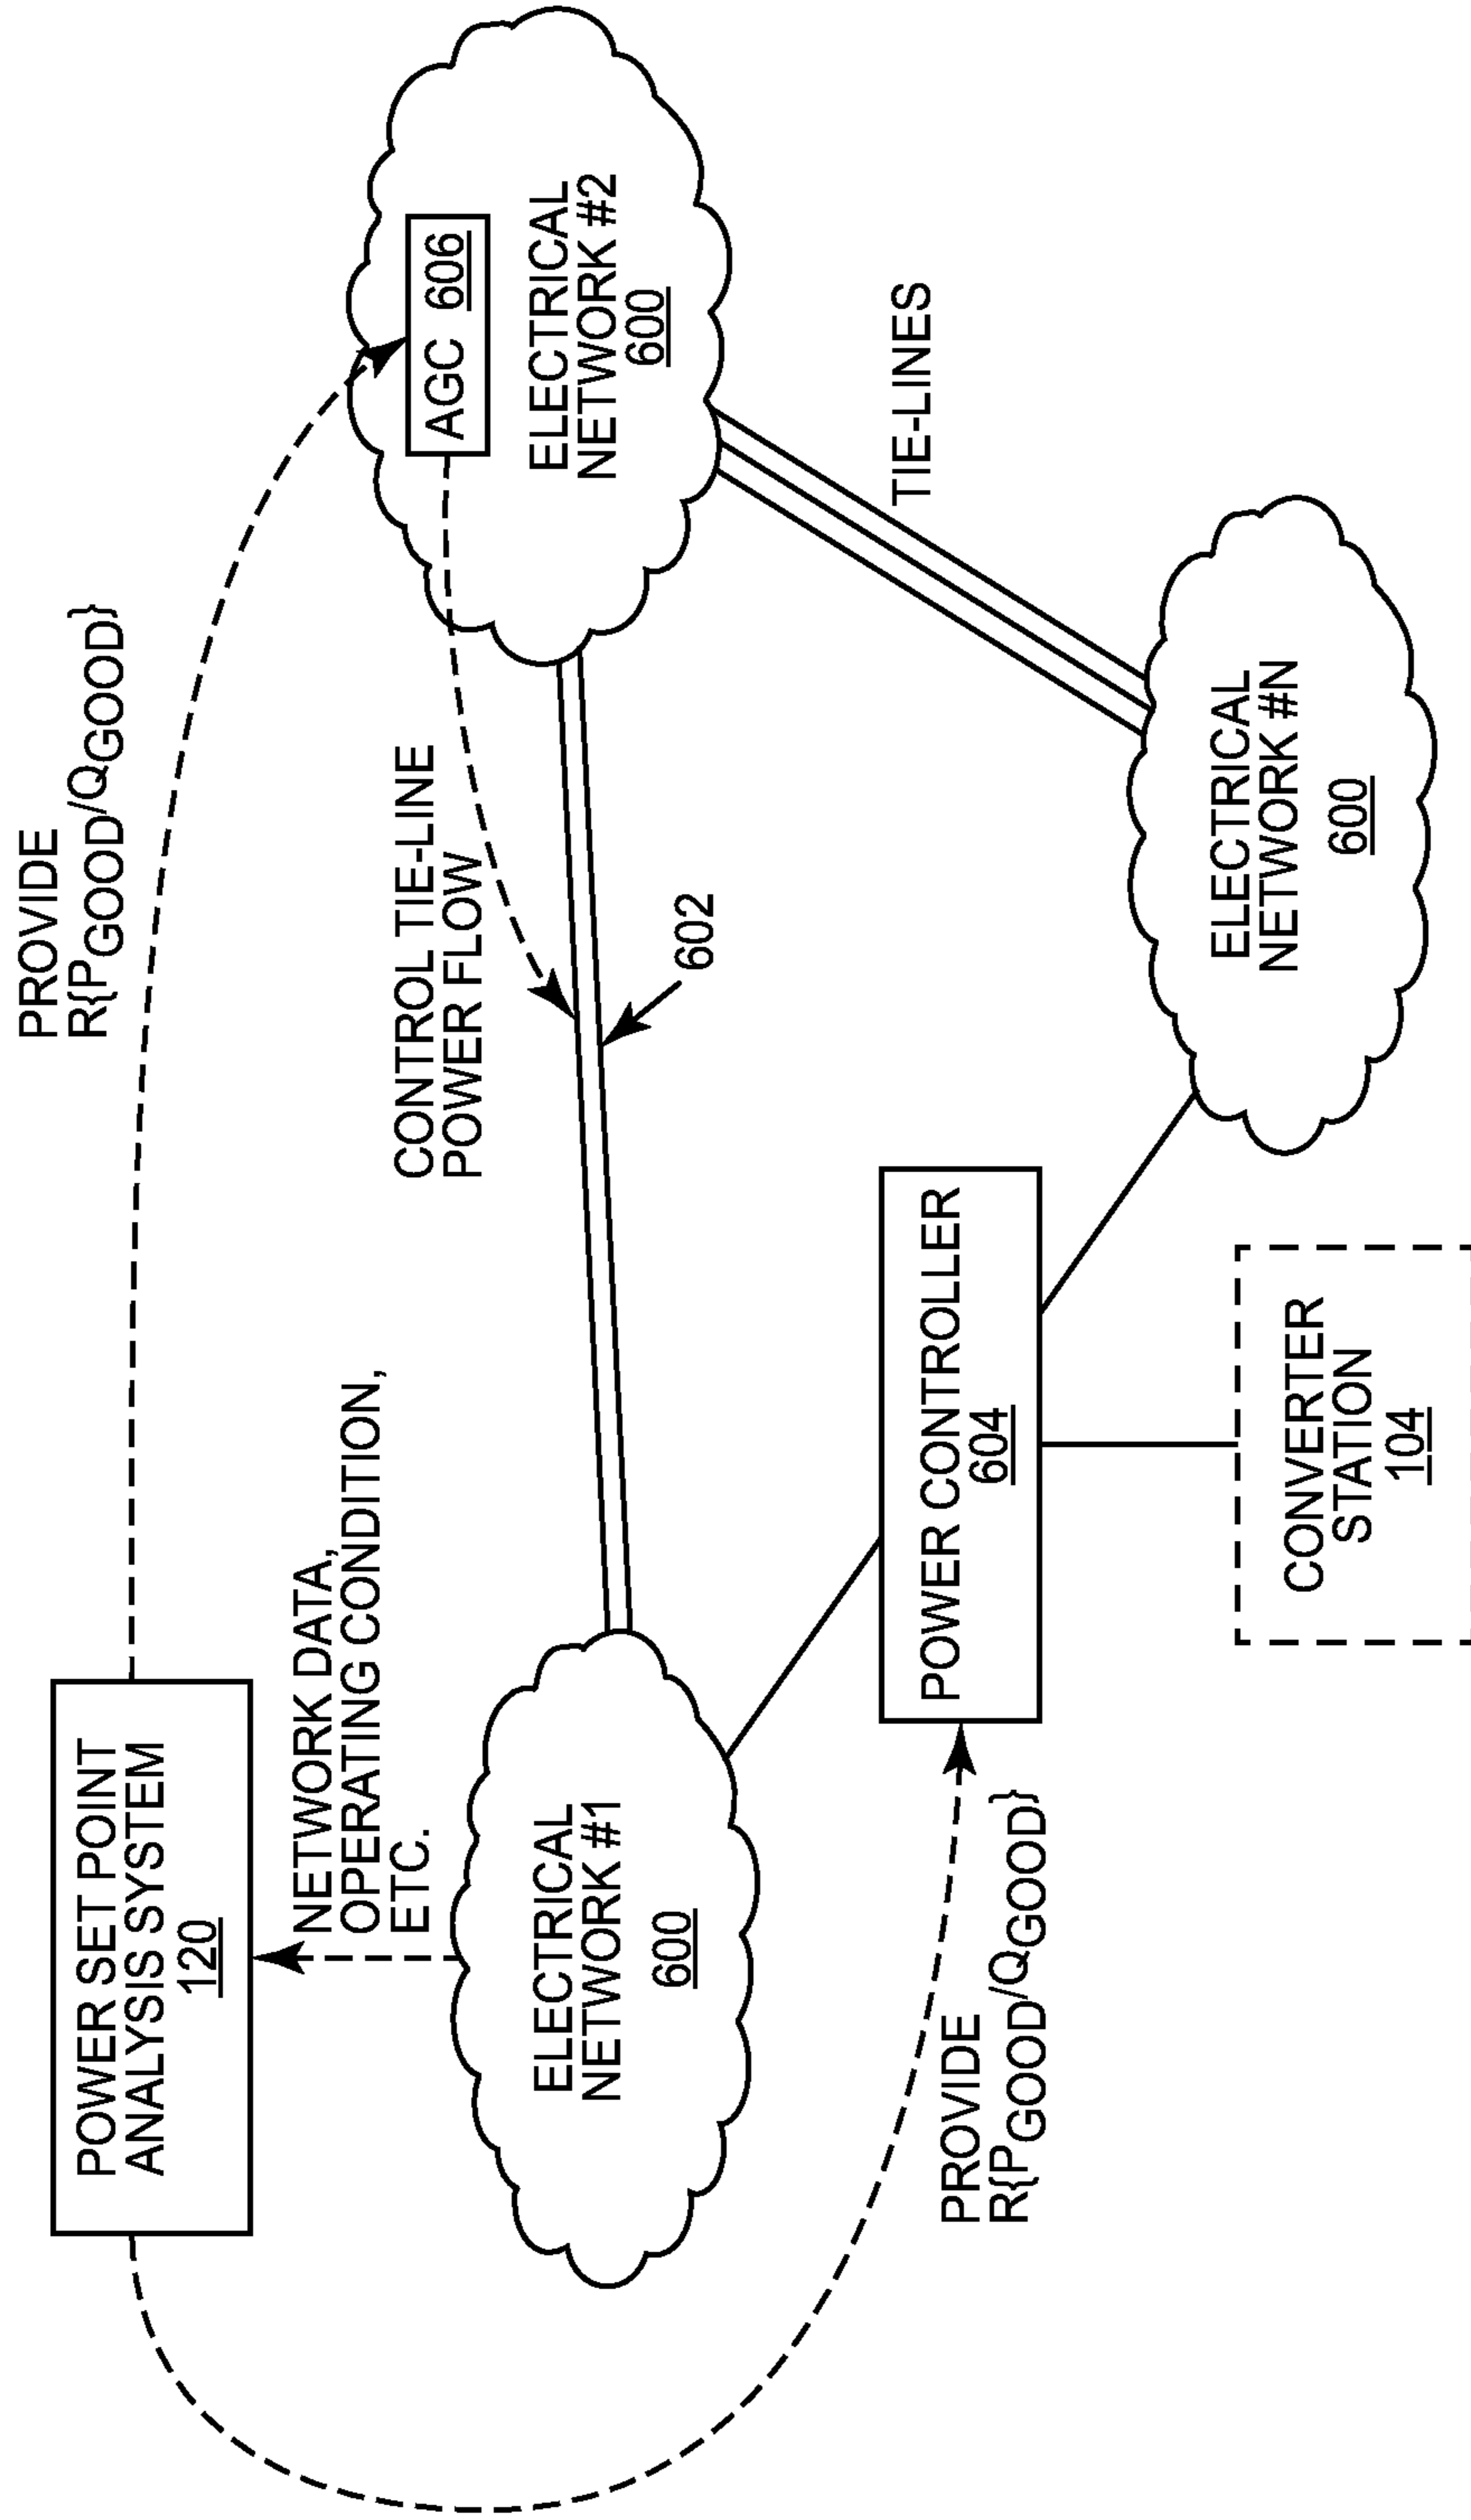 POWER SET POINT
ANALYSIS SYSTEM
120
PROVIDE
R{PGOOD/QGOOD}
NETWORK DATA,
OPERATING CONDITION,
ETC.
CONTROL TIE-LINE
POWER FLOW
AGC 606
ELECTRICAL
NETWORK #2
600
ELECTRICAL
NETWORK #1
600
602
TIE-LINES
PROVIDE
R{PGOOD/QGOOD}
POWER CONTROLLER
604
ELECTRICAL
NETWORK #N
600
CONVERTER
STATION
104